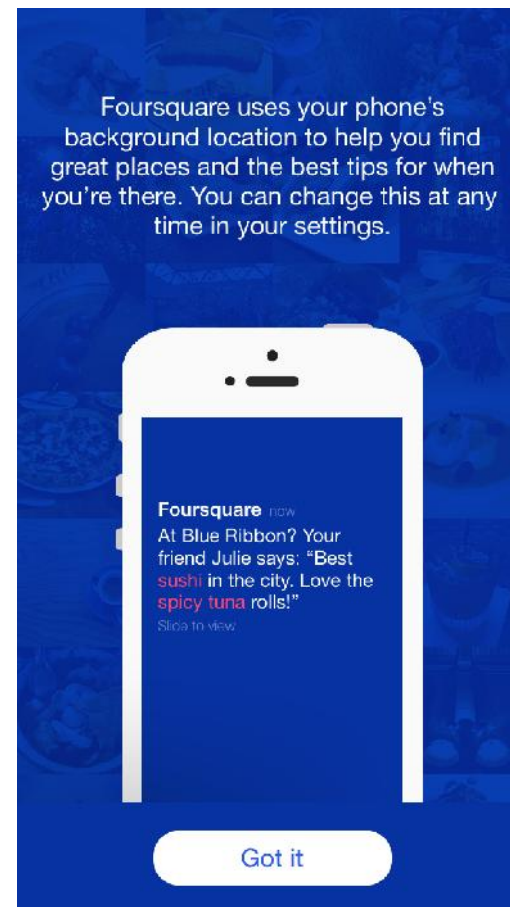 Foursquare uses your phone's
background location to help you find
great places and the best tips for when
you're there. You can change this at any
time in your settings.
Foursquare now
At Blue Ribbon? Your
friend Julie says: “Best
sushi in the city. Love the
spicy tuna rolls!”
Slide to view
Got it